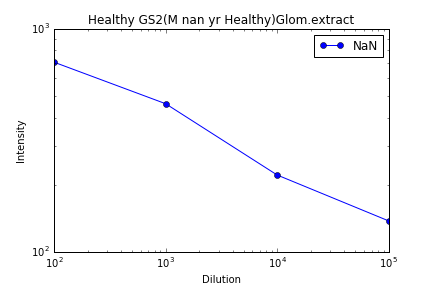 Healthy GS2(M nan yr Healthy)Glom.extract
10³
NaN
Intensity
10²
10² 10³ 10⁴ 10⁵
Dilution